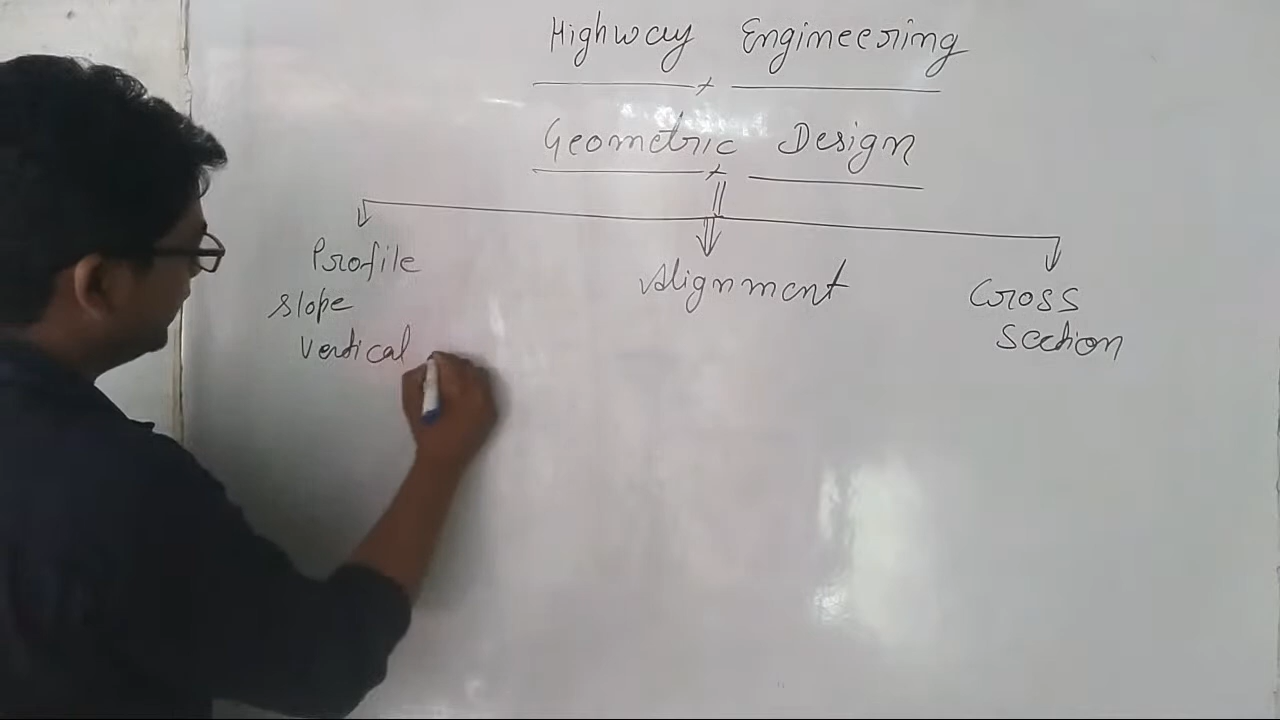 Highway Engineering
Geometric Design
Profile
Alignment
Cross
Section
Slope
Vertical